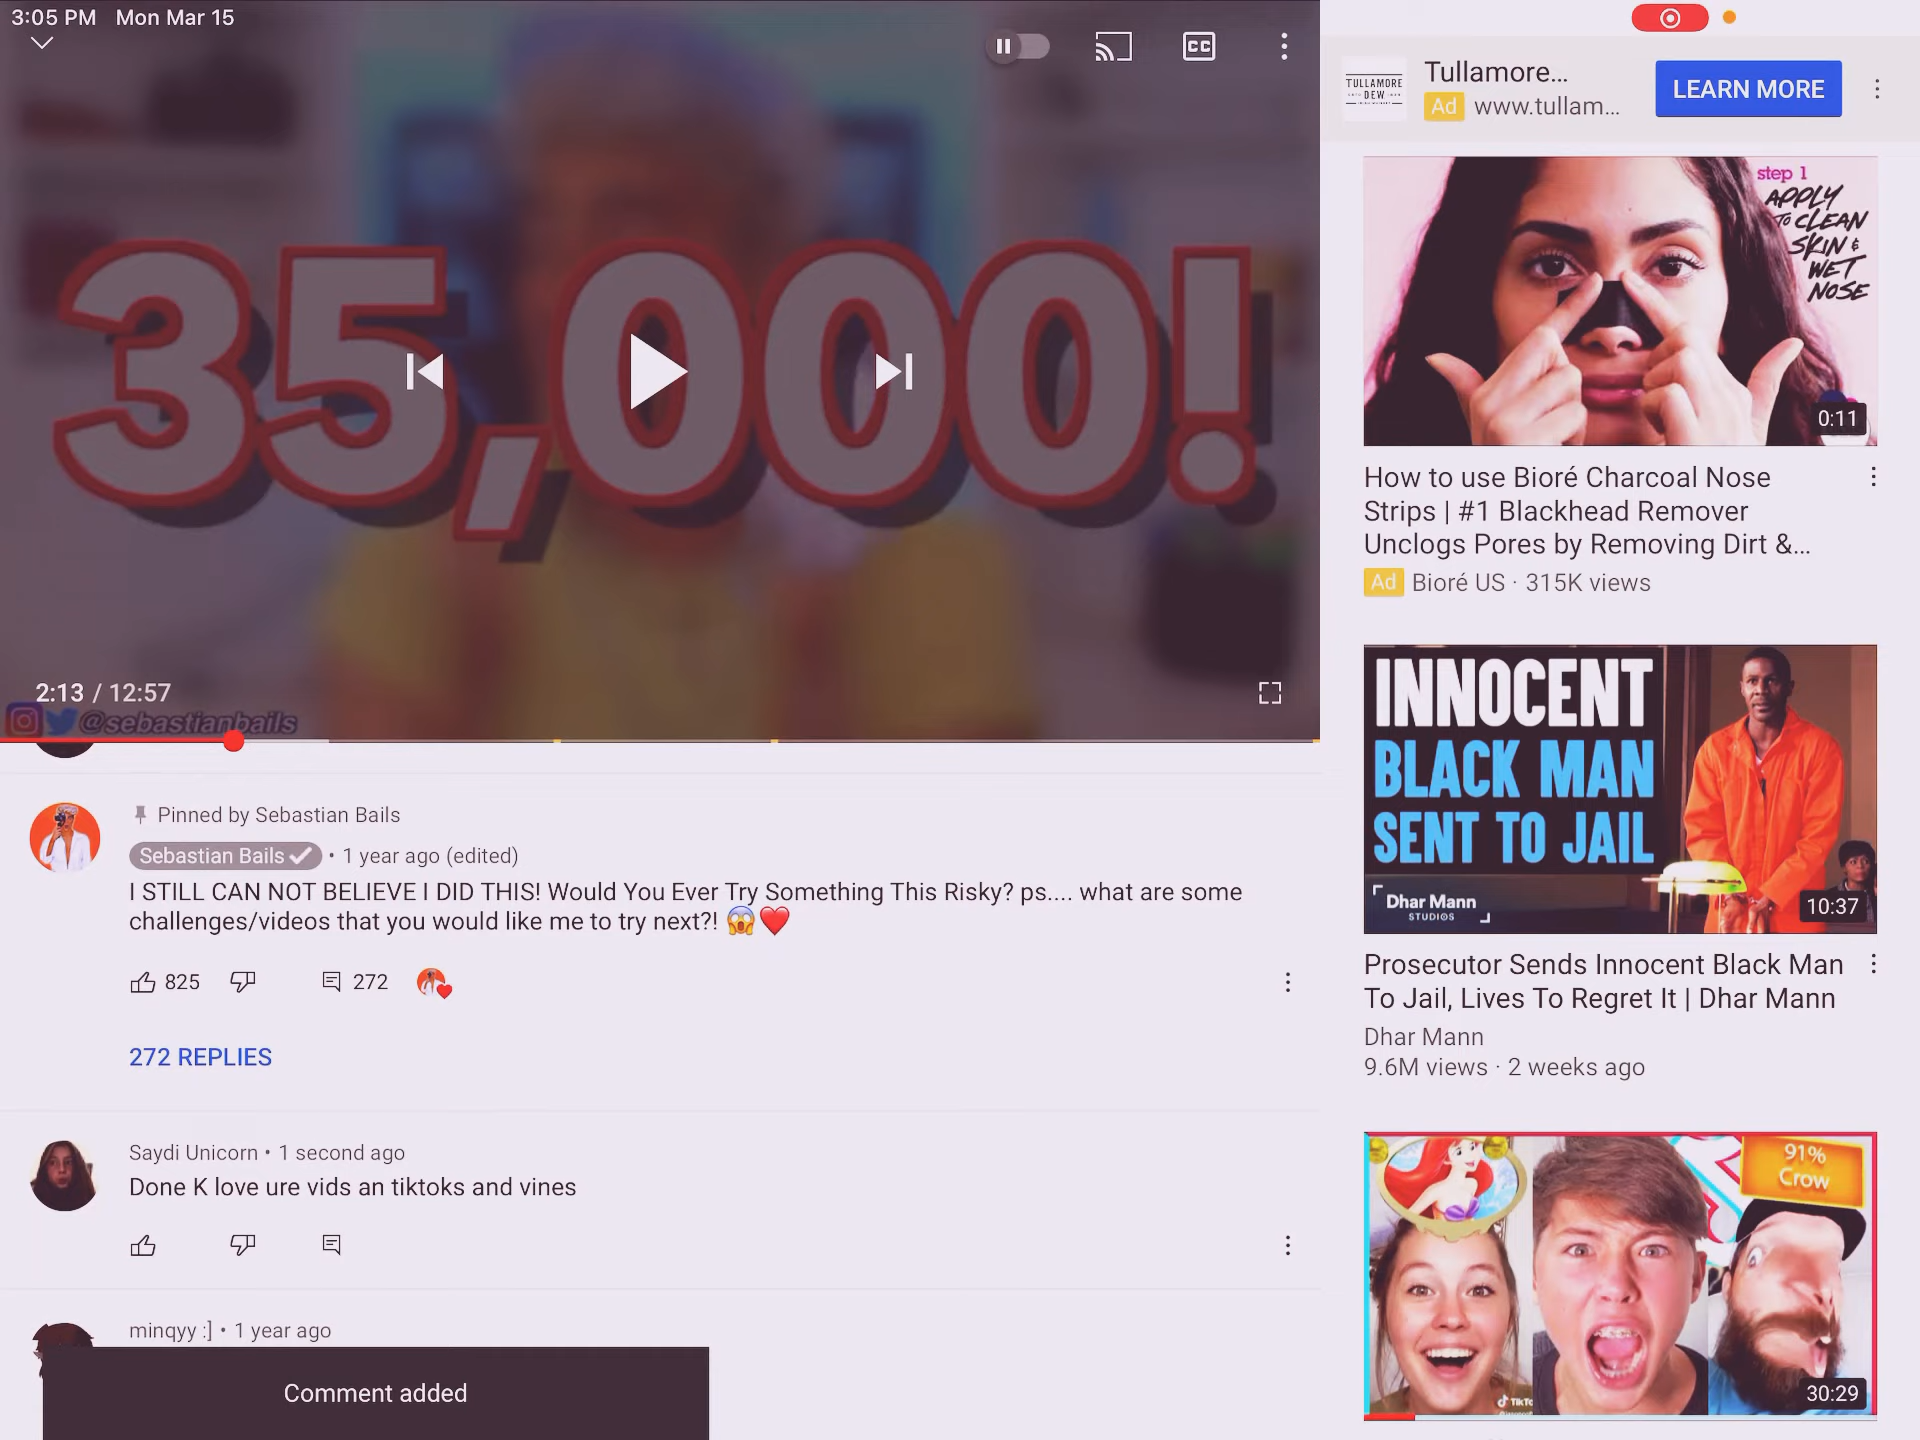 3:05 PM Mon Mar 15
CC
35,000!
2:13 / 12:57
@sebastianbails
Pinned by Sebastian Bails
Sebastian Bails • 1 year ago (edited)
I STILL CAN NOT BELIEVE I DID THIS! Would You Ever Try Something This Risky? ps.... what are some
challenges/videos that you would like me to try next?! 😱❤️
825 272
272 REPLIES
Saydi Unicorn • 1 second ago
Done K love ure vids an tiktoks and vines
minqyy :] • 1 year ago
Comment added
TULLAMORE
DEW
Tullamore...
Ad www.tullam...
LEARN MORE
step 1
APPLY
TO CLEAN
SKIN &
WET
NOSE
0:11
How to use Bioré Charcoal Nose
Strips | #1 Blackhead Remover
Unclogs Pores by Removing Dirt &...
Ad Bioré US · 315K views
INNOCENT
BLACK MAN
SENT TO JAIL
Dhar Mann
STUDIOS
10:37
Prosecutor Sends Innocent Black Man
To Jail, Lives To Regret It | Dhar Mann
Dhar Mann
9.6M views · 2 weeks ago
91%
Crow
30:29